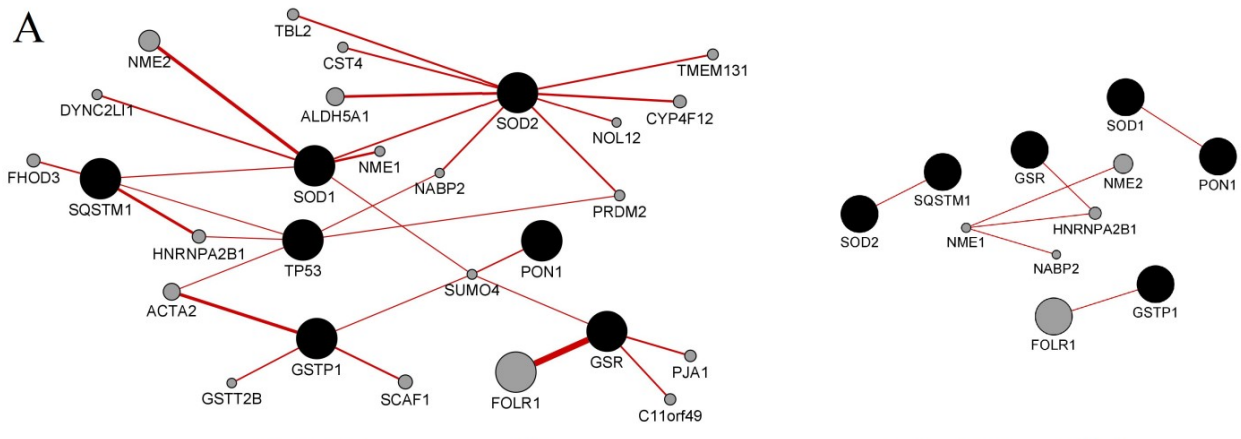 A
TBL2
NME2
CST4
TMEM131
DYNC2LI1
ALDH5A1
SOD2
CYP4F12
NOL12
NME1
FHOD3
SQSTM1
SOD1
NABP2
PRDM2
HNRNPA2B1
TP53
PON1
SUMO4
ACTA2
GSTP1
GSR
PJA1
GSTT2B
SCAF1
FOLR1
C11orf49
SOD1
GSR
NME2
PON1
SQSTM1
HNRNPA2B1
SOD2
NME1
NABP2
GSTP1
FOLR1